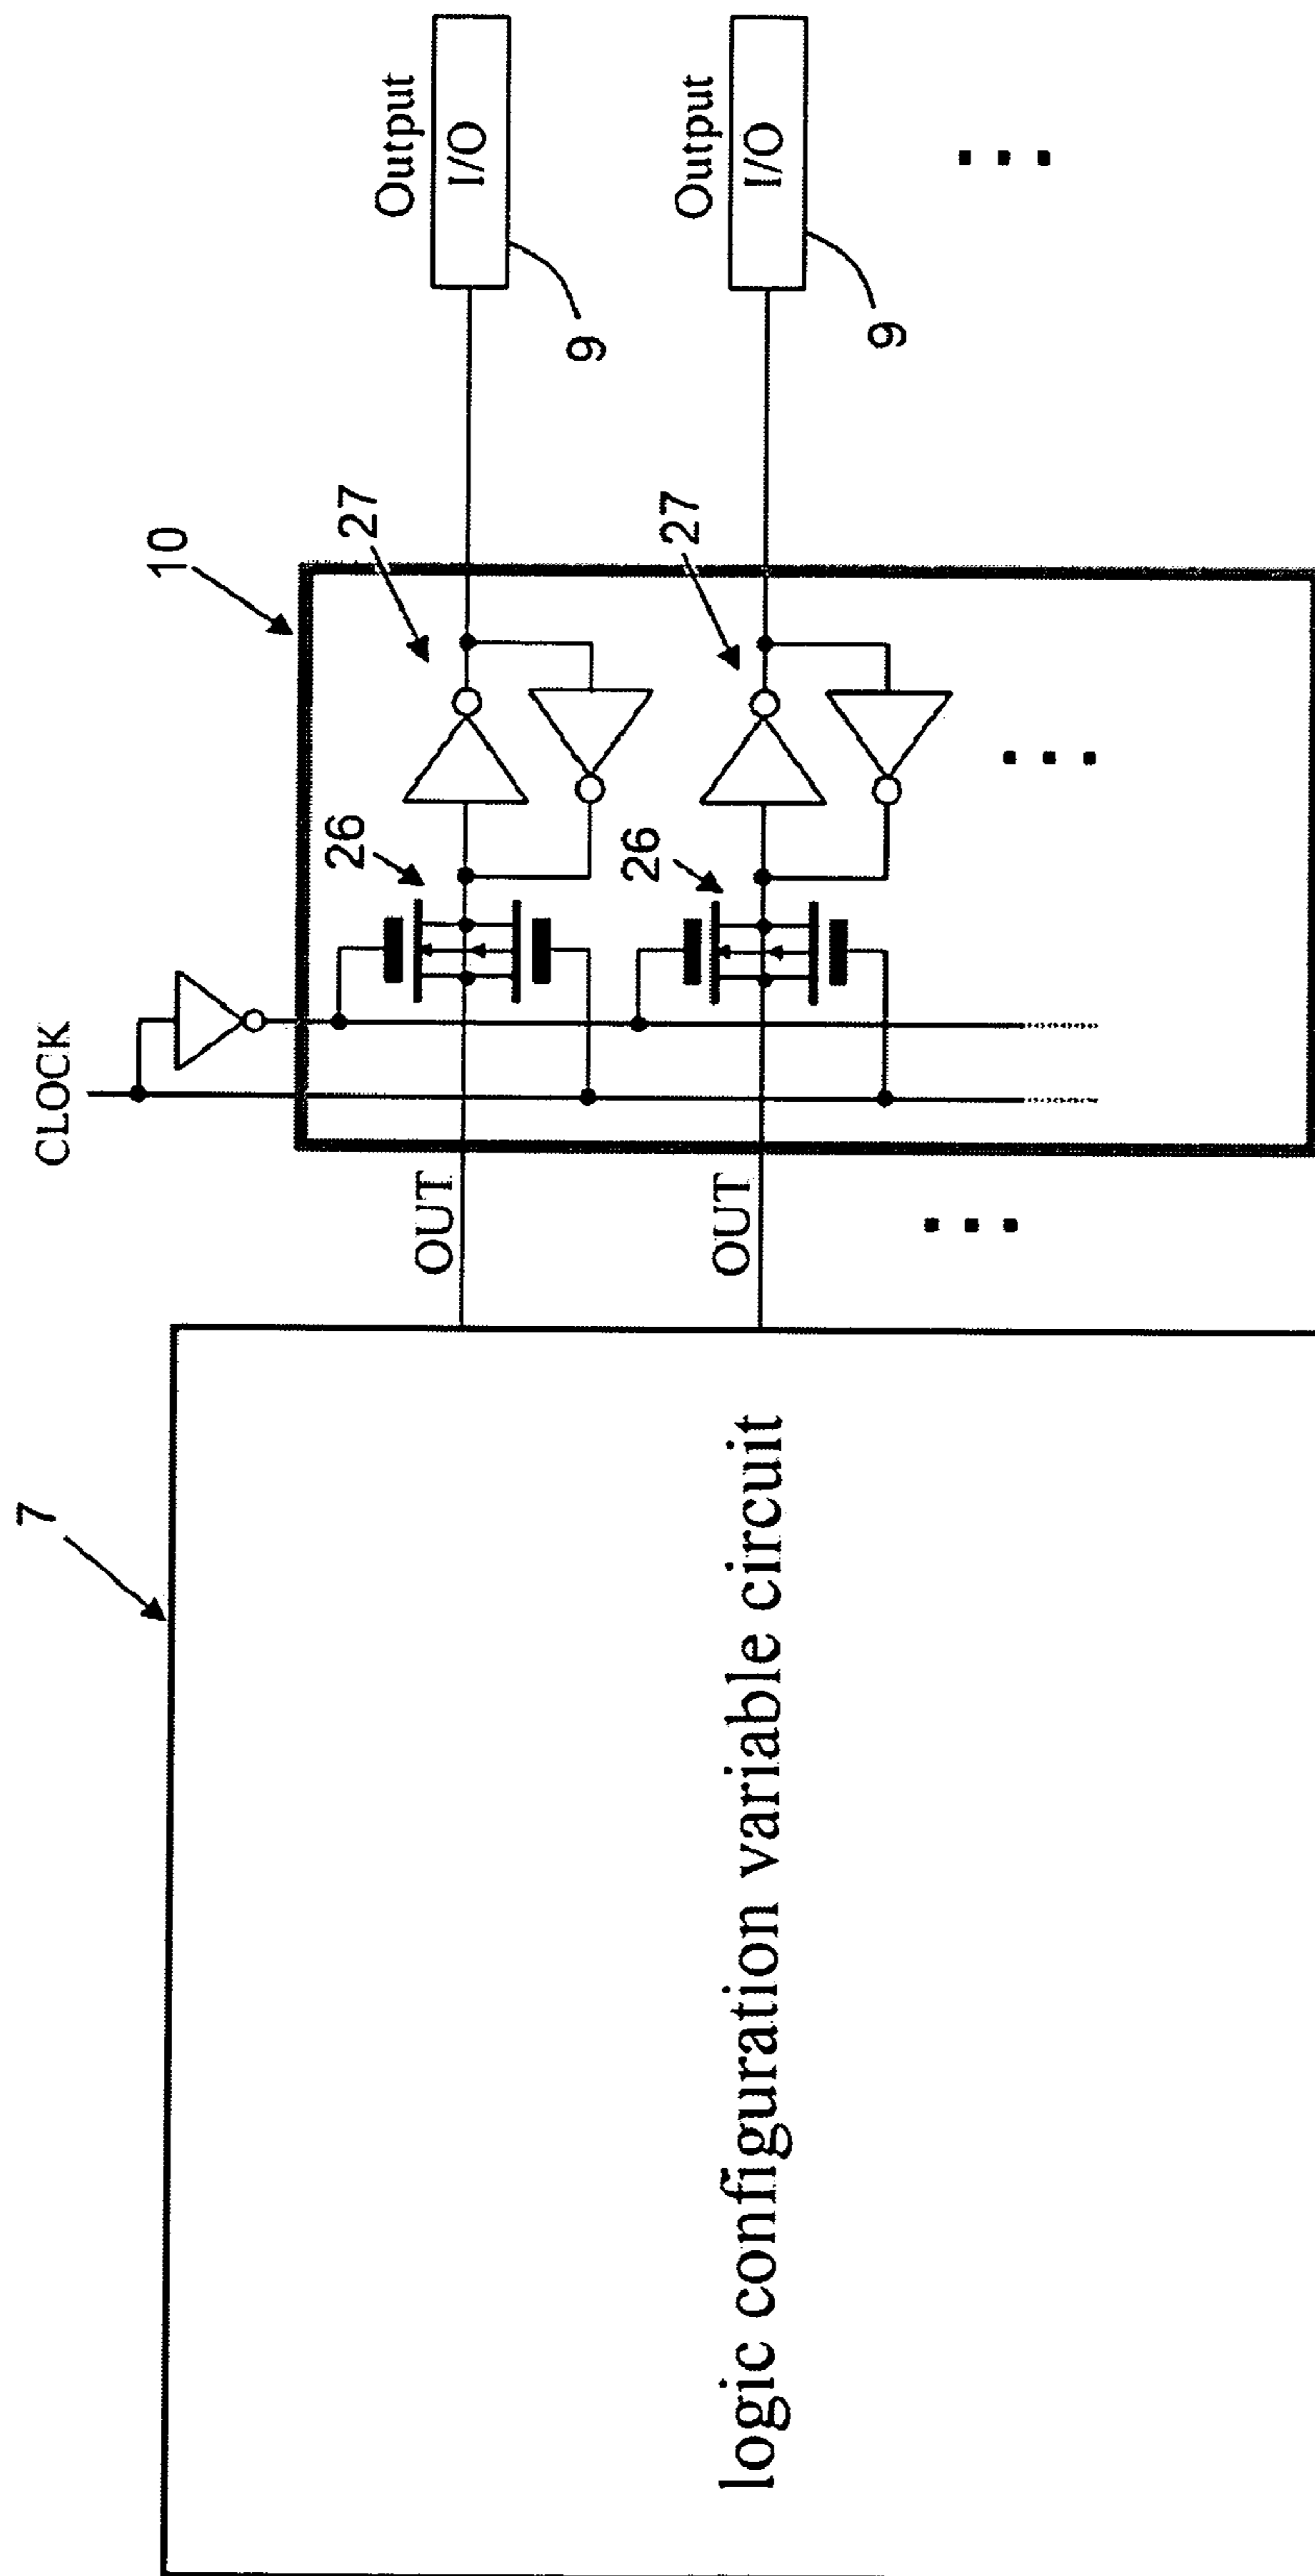 CLOCK
10
7
26
27
Output
I/O
9
OUT
26
27
Output
I/O
9
OUT
logic configuration variable circuit